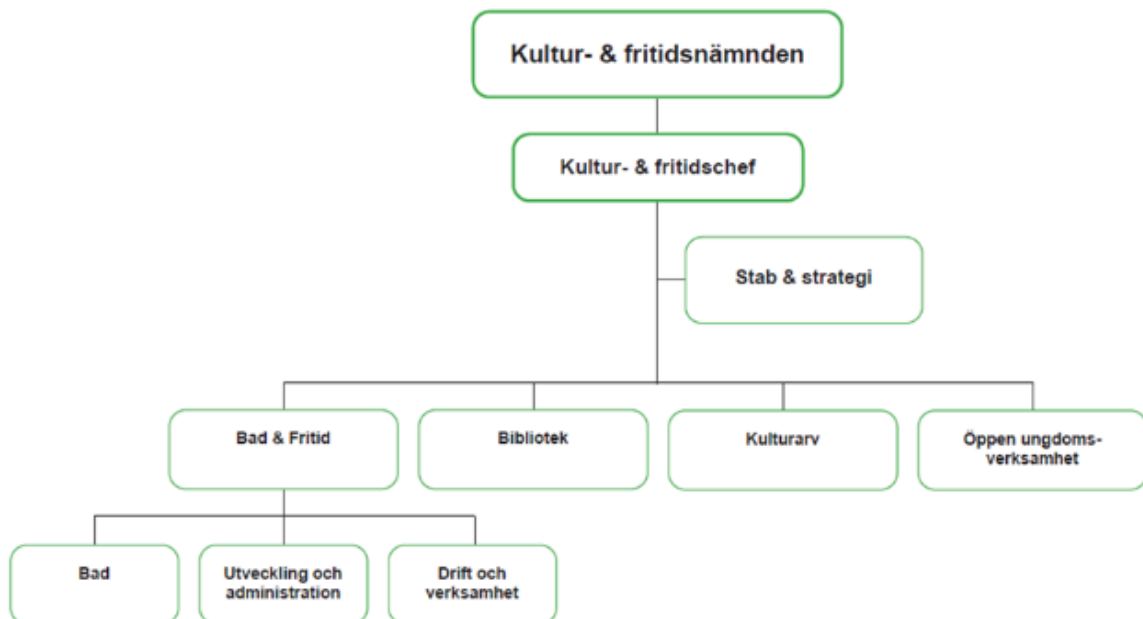 Kultur- & fritidsnämnden
Kultur- & fritidschef
Stab & strategi
Bad & Fritid
Bibliotek
Kulturarv
Öppen ungdoms-
verksamhet
Bad
Utveckling och
administration
Drift och
verksamhet